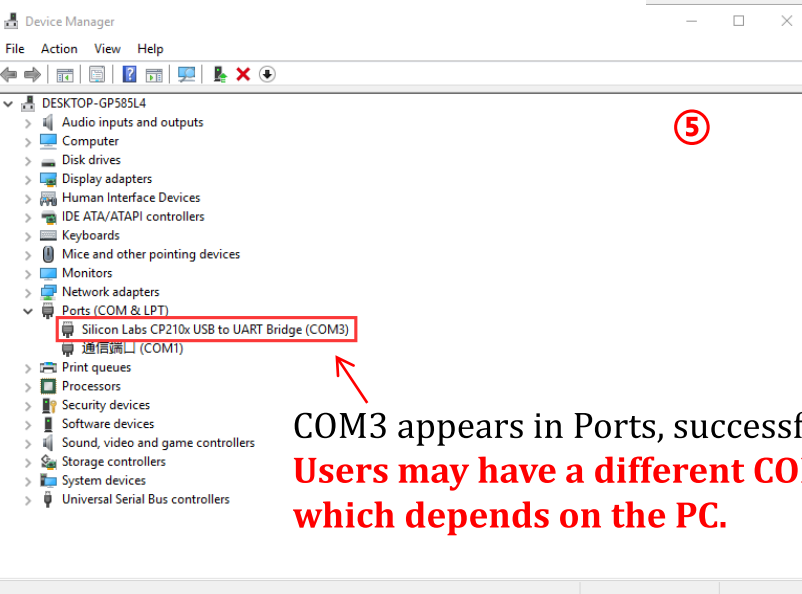 Device Manager
File Action View Help
DESKTOP-GP585L4
Audio inputs and outputs
⑤
Computer
Disk drives
Display adapters
Human Interface Devices
IDE ATA/ATAPI controllers
Keyboards
Mice and other pointing devices
Monitors
Network adapters
Ports (COM & LPT)
Silicon Labs CP210x USB to UART Bridge (COM3)
通信端口 (COM1)
Print queues
Processors
Security devices
Software devices
Sound, video and game controllers
Storage controllers
System devices
Universal Serial Bus controllers
COM3 appears in Ports,
Users may have a different
which depends on the PC.